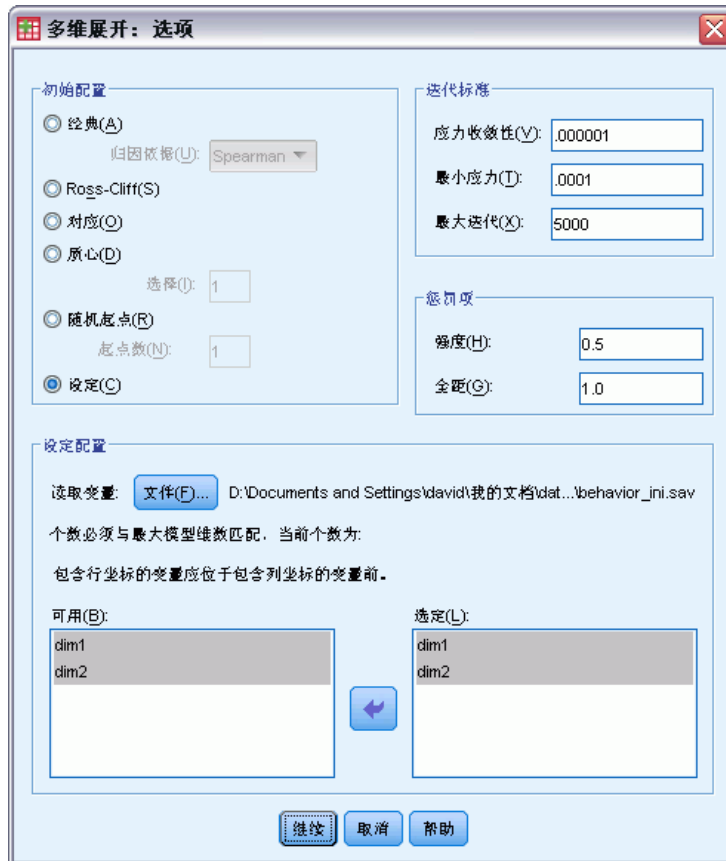 多维展开：选项
初始配置
经典(A)
归因依据(U): Spearman
Ross-Cliff(S)
对应(O)
质心(D)
选择(I): 1
随机起点(R)
起点数(N): 1
设定(C)
迭代标准
应力收敛性(V): .000001
最小应力(T): .0001
最大迭代(X): 5000
惩罚项
强度(H): 0.5
全距(G): 1.0
设定配置
读取变量: 文件(F)... D:\Documents and Settings\david\我的文档\dat...\behavior_ini.sav
个数必须与最大模型维数匹配．当前个数为:
包含行坐标的变量应位于包含列坐标的变量前。
可用(B):
dim1
dim2
选定(L):
dim1
dim2
继续 取消 帮助